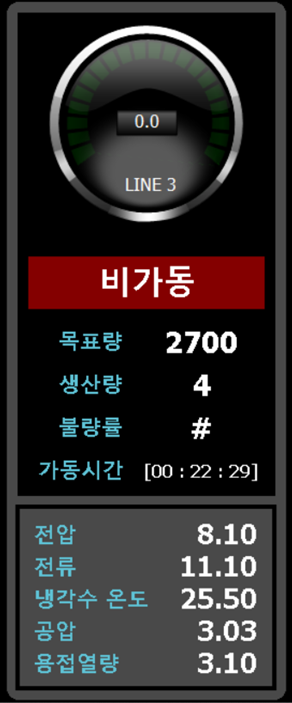 0.0
LINE 3
비가동
목표량 2700
생산량 4
불량률 #
가동시간 [00 : 22 : 29]
전압 8.10
전류 11.10
냉각수 온도 25.50
공압 3.03
용접열량 3.10